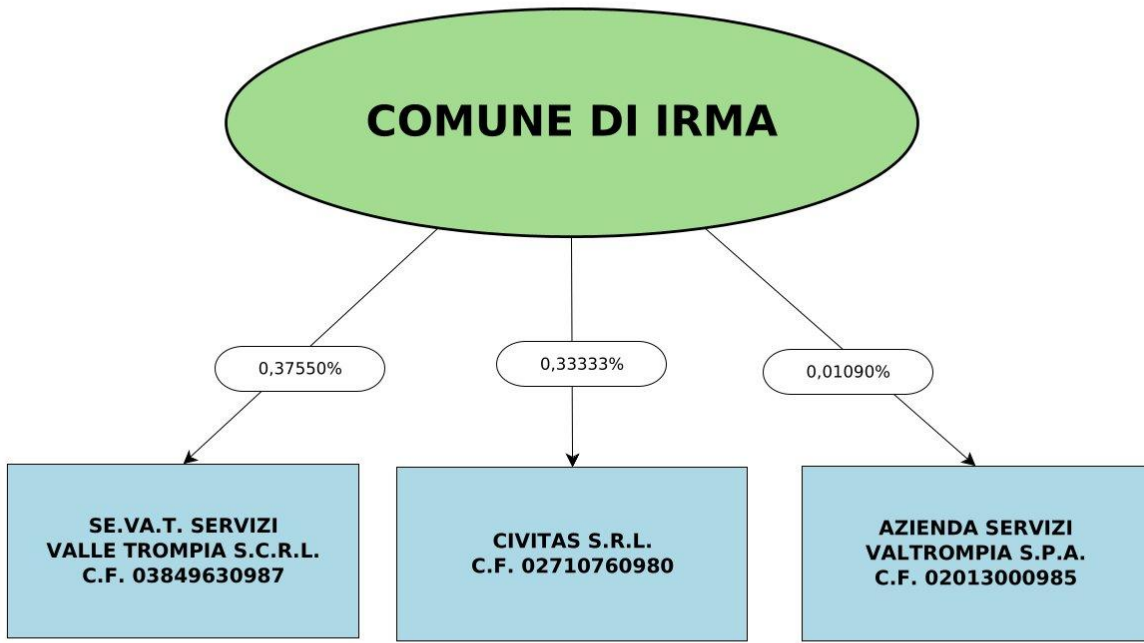 COMUNE DI IRMA
0,37550%
0,33333%
0,01090%
SE.VA.T. SERVIZI
VALLE TROMPIA S.C.R.L.
C.F. 03849630987
CIVITAS S.R.L.
C.F. 02710760980
AZIENDA SERVIZI
VALTROMPIA S.P.A.
C.F. 02013000985